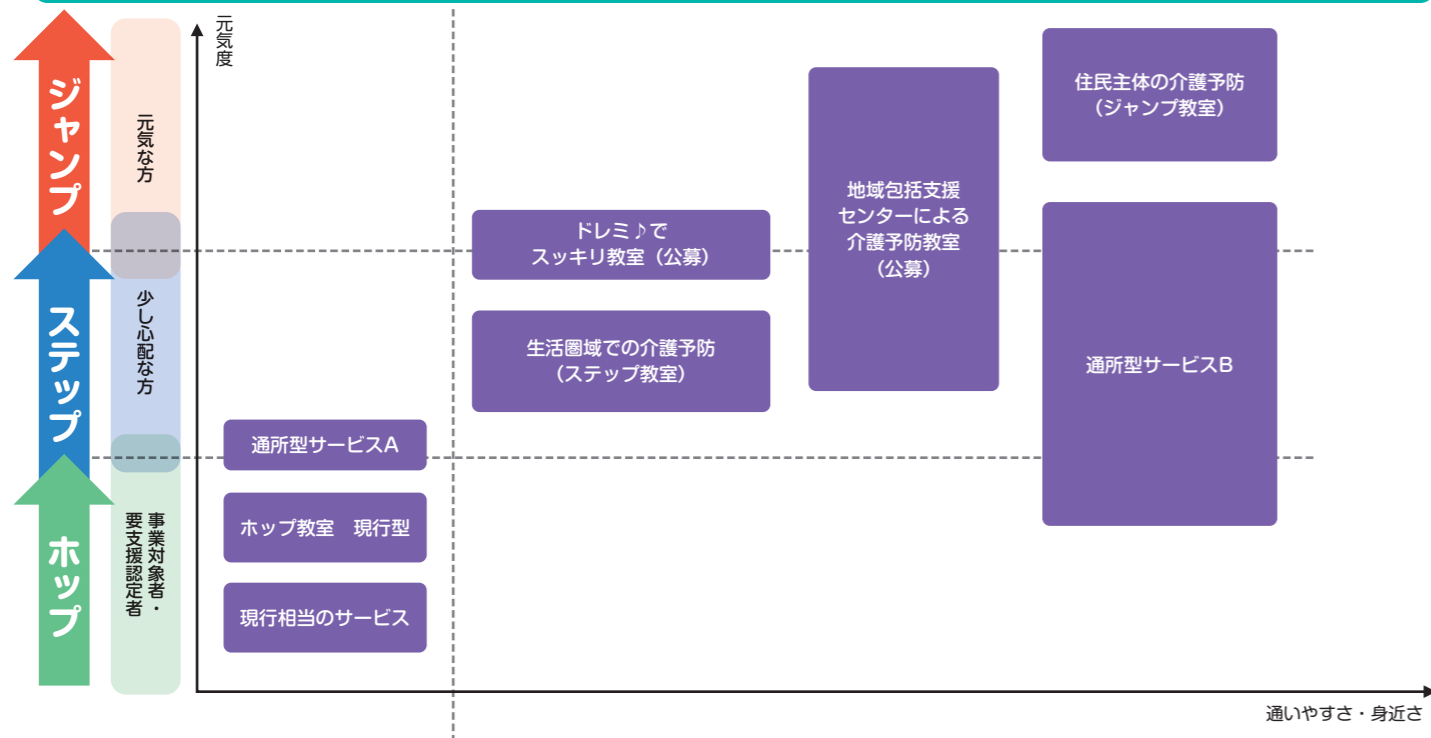 ジャンプ
ステップ
ホップ
元気な方
少し心配な方
事業対象者・
要支援認定者
元気度
住民主体の介護予防
（ジャンプ教室）
地域包括支援
センターによる
介護予防教室
（公募）
ドレミ♪で
スッキリ教室（公募）
生活圏域での介護予防
（ステップ教室）
通所型サービスB
通所型サービスA
ホップ教室　現行型
現行相当のサービス
通いやすさ・身近さ